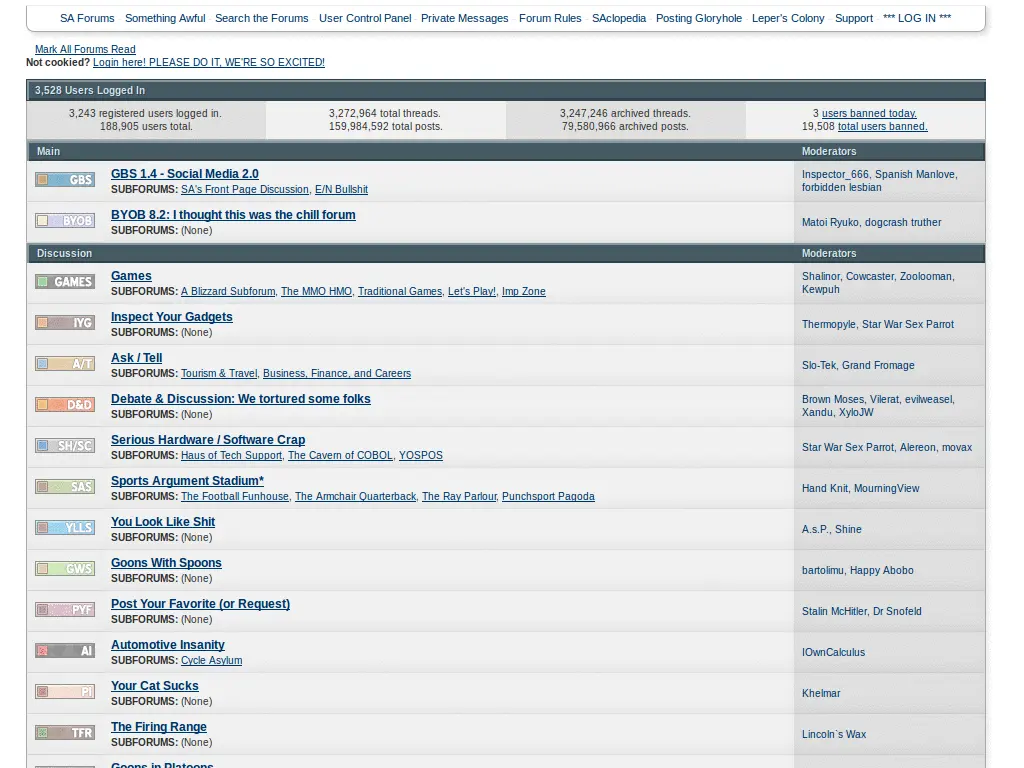 SA Forums · Something Awful · Search the Forums · User Control Panel · Private Messages · Forum Rules · SAclopedia · Posting Gloryhole · Leper's Colony · Support · *** LOG IN ***
Mark All Forums Read
Not cookied? Login here! PLEASE DO IT, WE'RE SO EXCITED!
3,528 Users Logged In
3,243 registered users logged in.
188,905 users total.
3,272,964 total threads.
159,984,592 total posts.
3,247,246 archived threads.
79,580,966 archived posts.
3 users banned today.
19,508 total users banned.
Main
Moderators
GBS
GBS 1.4 - Social Media 2.0
SUBFORUMS: SA's Front Page Discussion, E/N Bullshit
Inspector_666, Spanish Manlove,
forbidden lesbian
BYOB
BYOB 8.2: I thought this was the chill forum
SUBFORUMS: (None)
Matoi Ryuko, dogcrash truther
Discussion
Moderators
GAMES
Games
SUBFORUMS: A Blizzard Subforum, The MMO HMO, Traditional Games, Let's Play!, Imp Zone
Shalinor, Cowcaster, Zoolooman,
Kewpuh
IYG
Inspect Your Gadgets
SUBFORUMS: (None)
Thermopyle, Star War Sex Parrot
A/T
Ask / Tell
SUBFORUMS: Tourism & Travel, Business, Finance, and Careers
Slo-Tek, Grand Fromage
D&D
Debate & Discussion: We tortured some folks
SUBFORUMS: (None)
Brown Moses, Vilerat, evilweasel,
Xandu, XyloJW
SH/SC
Serious Hardware / Software Crap
SUBFORUMS: Haus of Tech Support, The Cavern of COBOL, YOSPOS
Star War Sex Parrot, Alereon, movax
SAS
Sports Argument Stadium*
SUBFORUMS: The Football Funhouse, The Armchair Quarterback, The Ray Parlour, Punchsport Pagoda
Hand Knit, MourningView
YLLS
You Look Like Shit
SUBFORUMS: (None)
A.s.P., Shine
GWS
Goons With Spoons
SUBFORUMS: (None)
bartolimu, Happy Abobo
PYF
Post Your Favorite (or Request)
SUBFORUMS: (None)
Stalin McHitler, Dr Snofeld
AI
Automotive Insanity
SUBFORUMS: Cycle Asylum
IOwnCalculus
PI
Your Cat Sucks
SUBFORUMS: (None)
Khelmar
TFR
The Firing Range
SUBFORUMS: (None)
Lincoln`s Wax
Goons in Platoons